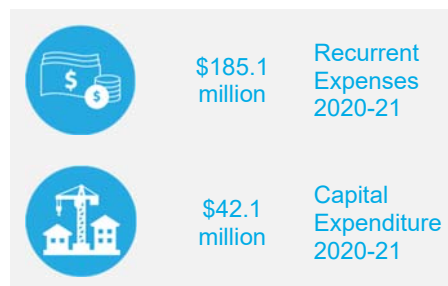 $185.1
million
Recurrent
Expenses
2020-21
$
$
$42.1
million
Capital
Expenditure
2020-21